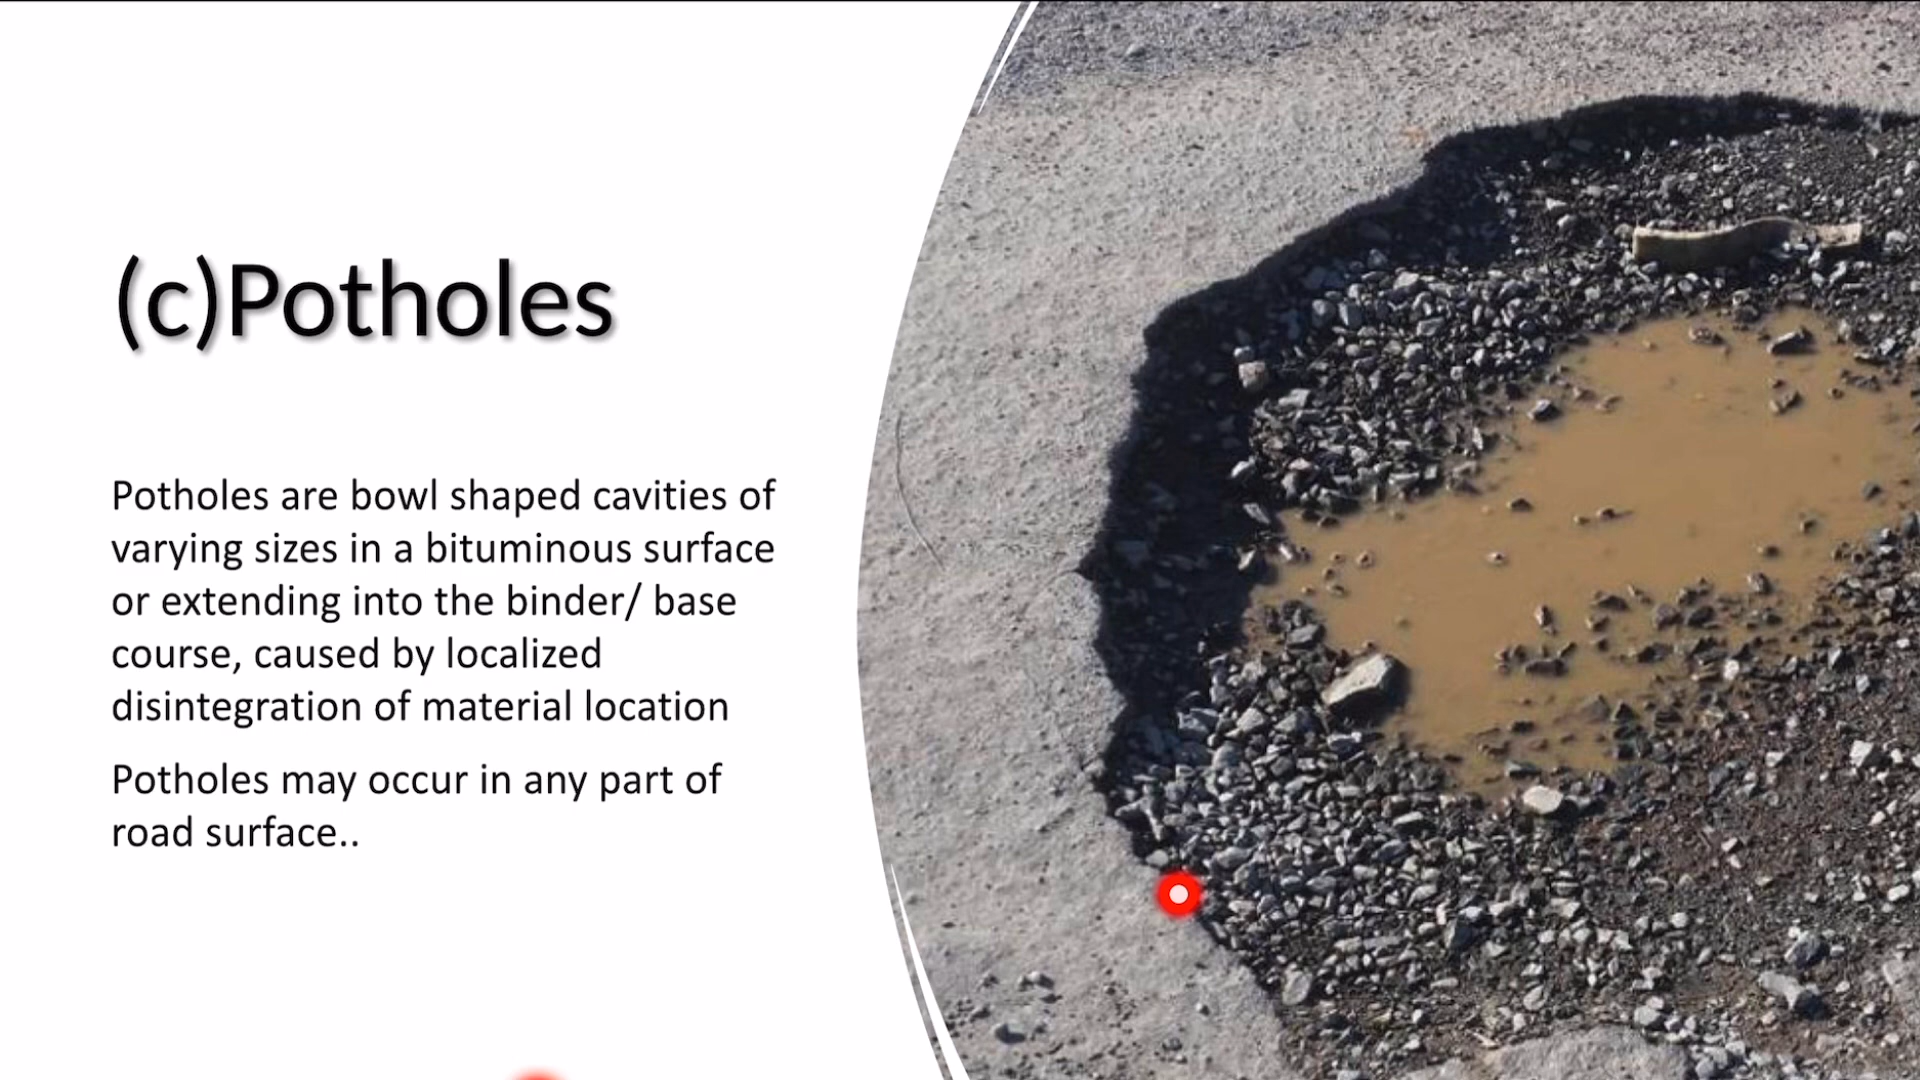 (c)Potholes
Potholes are bowl shaped cavities of
varying sizes in a bituminous surface
or extending into the binder/ base
course, caused by localized
disintegration of material location
Potholes may occur in any part of
road surface..